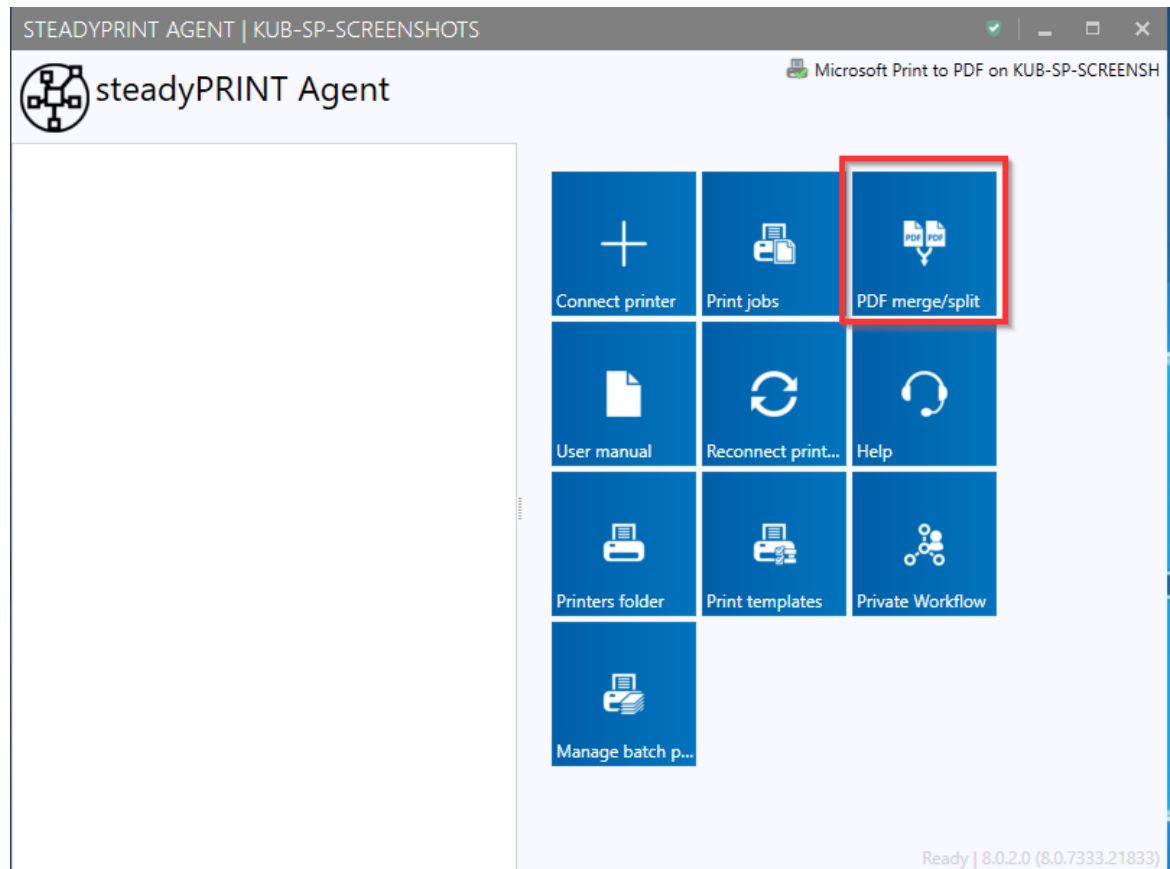 STEADYPRINT AGENT | KUB-SP-SCREENSHOTS
steadyPRINT Agent
Microsoft Print to PDF on KUB-SP-SCREENSH
Connect printer
Print jobs
PDF PDF
PDF merge/split
User manual
Reconnect print...
Help
Printers folder
Print templates
Private Workflow
Manage batch p...
Ready | 8.0.2.0 (8.0.7333.21833)